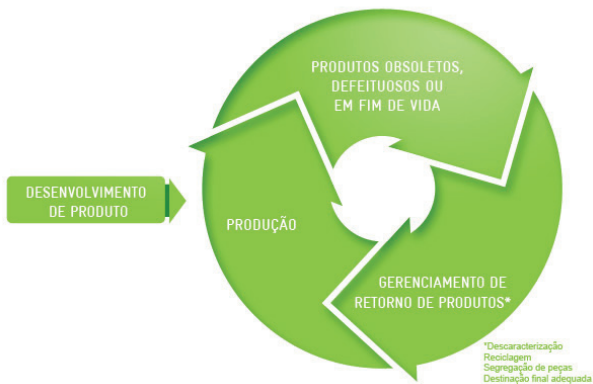 PRODUTOS OBSOLETOS,
DEFEITUOSOS OU
EM FIM DE VIDA
DESENVOLVIMENTO
DE PRODUTO
PRODUÇÃO
GERENCIAMENTO DE
RETORNO DE PRODUTOS*
*Descaracterização
Reciclagem
Segregação de peças
Destinação final adequada